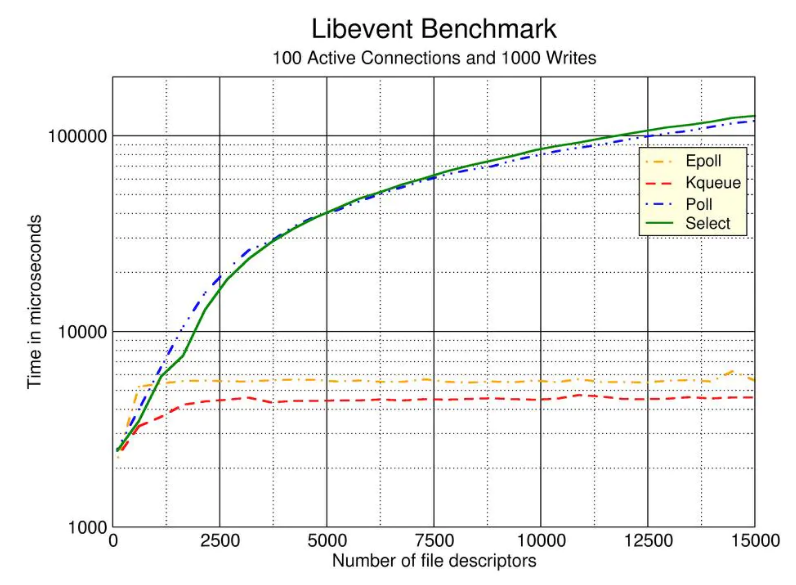 Libevent Benchmark
100 Active Connections and 1000 Writes
100000
10000
1000
Time in microseconds
Epoll
Kqueue
Poll
Select
0 2500 5000 7500 10000 12500 15000
Number of file descriptors